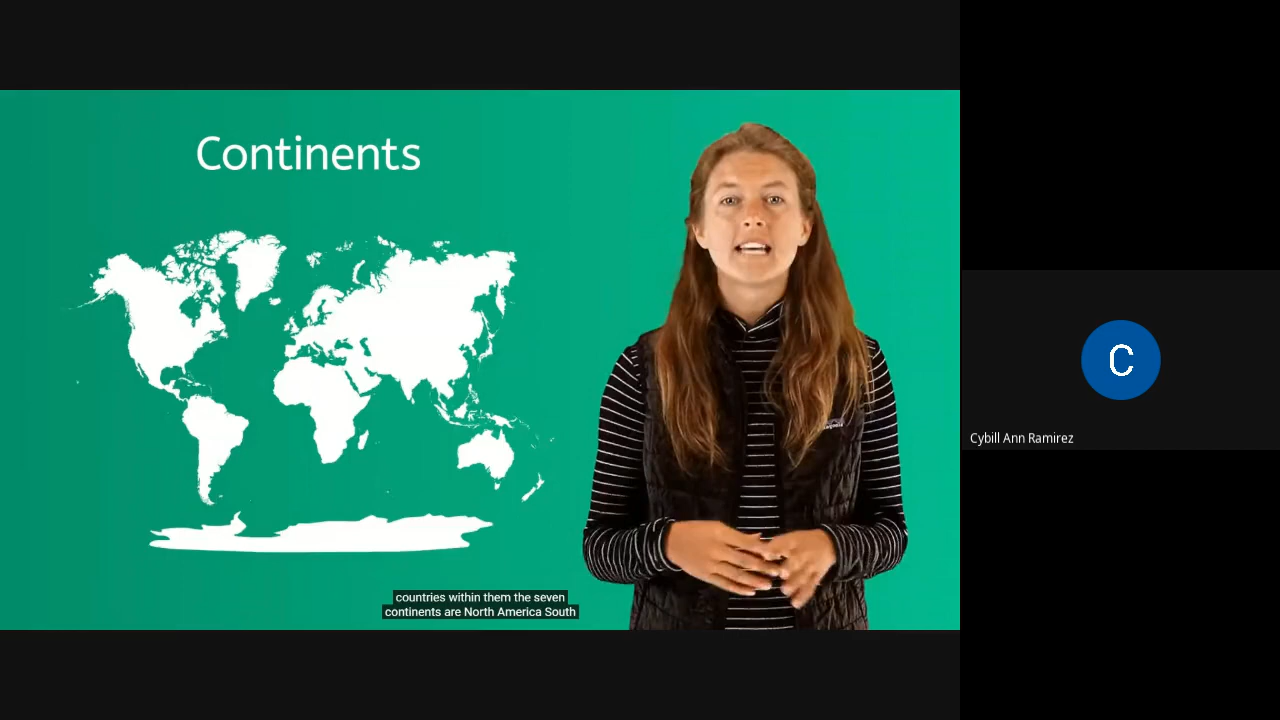 Continents
countries within them the seven
continents are North America South
C
Cybill Ann Ramirez